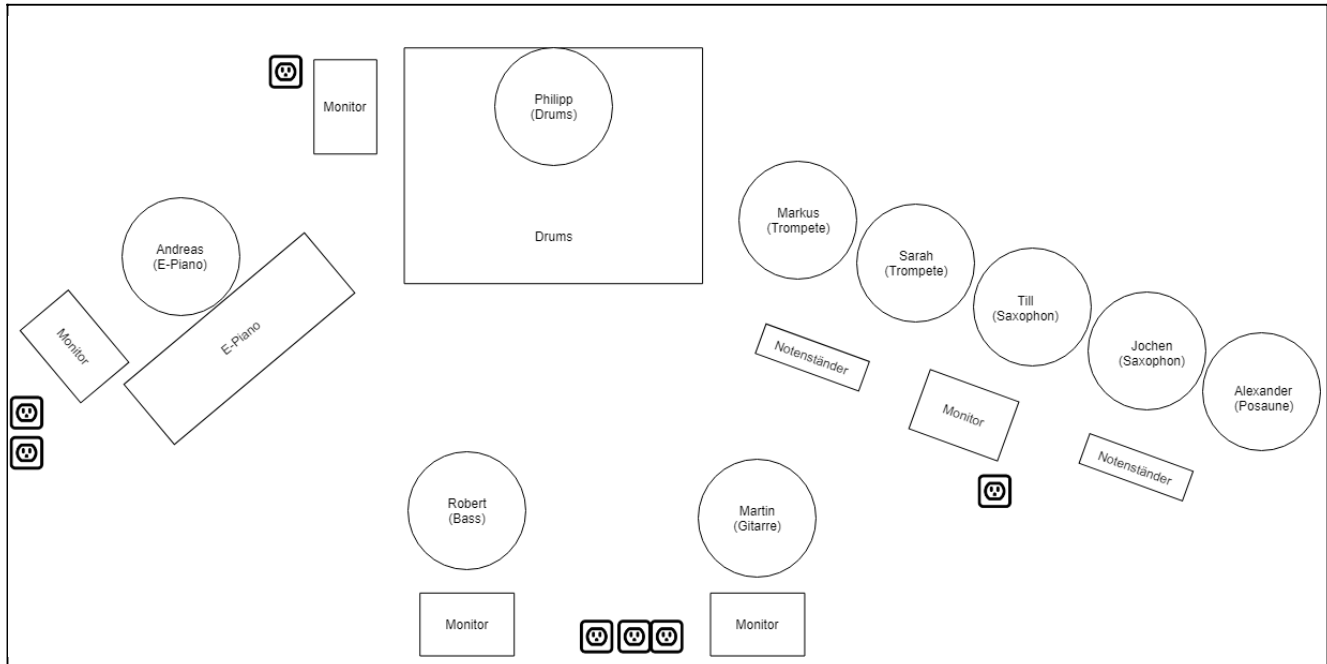 Monitor
Philipp
(Drums)
Drums
Andreas
(E-Piano)
E-Piano
Monitor
Markus
(Trompete)
Sarah
(Trompete)
Till
(Saxophon)
Jochen
(Saxophon)
Alexander
(Posaune)
Notenständer
Monitor
Notenständer
Robert
(Bass)
Martin
(Gitarre)
Monitor
Monitor